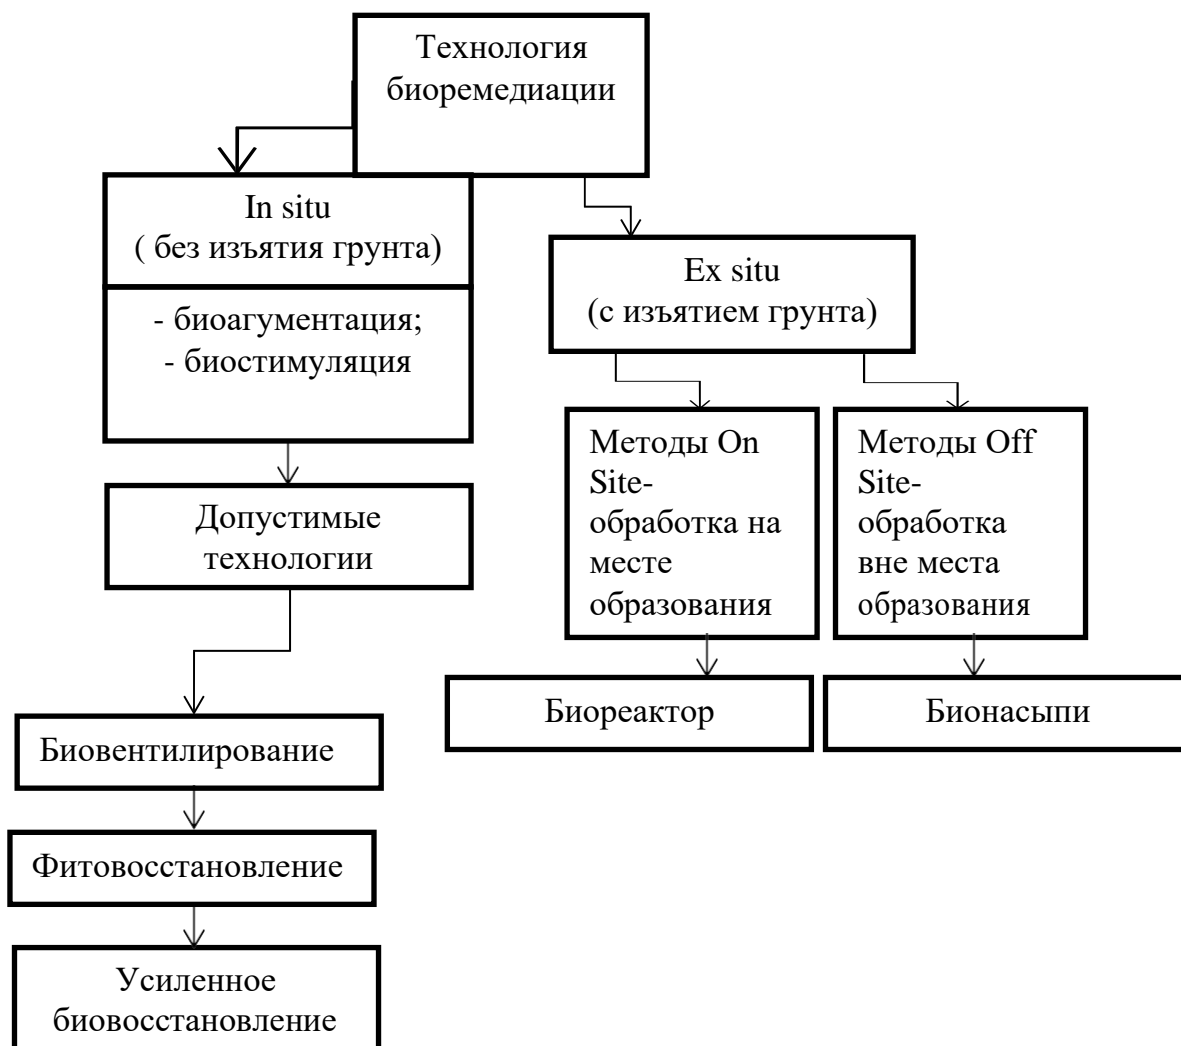 Технология
биоремедиации
In situ
( без изъятия грунта)
- биоагументация;
- биостимуляция
Ex situ
(с изъятием грунта)
Методы On
Site-
обработка на
месте
образования
Методы Off
Site-
обработка
вне места
образования
Допустимые
технологии
Биореактор
Бионасыпи
Биовентилирование
Фитовосстановление
Усиленное
биовосстановление